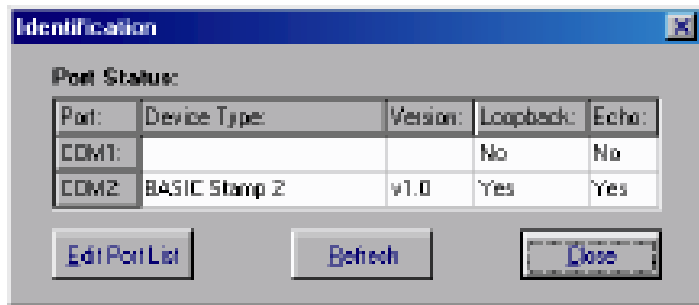 Identification
Port Status:
Port: Device Type: Version: Loopback: Echo:
COM1: No No
COM2: BASIC Stamp 2 v1.0 Yes Yes
Edit Port List Refresh Close